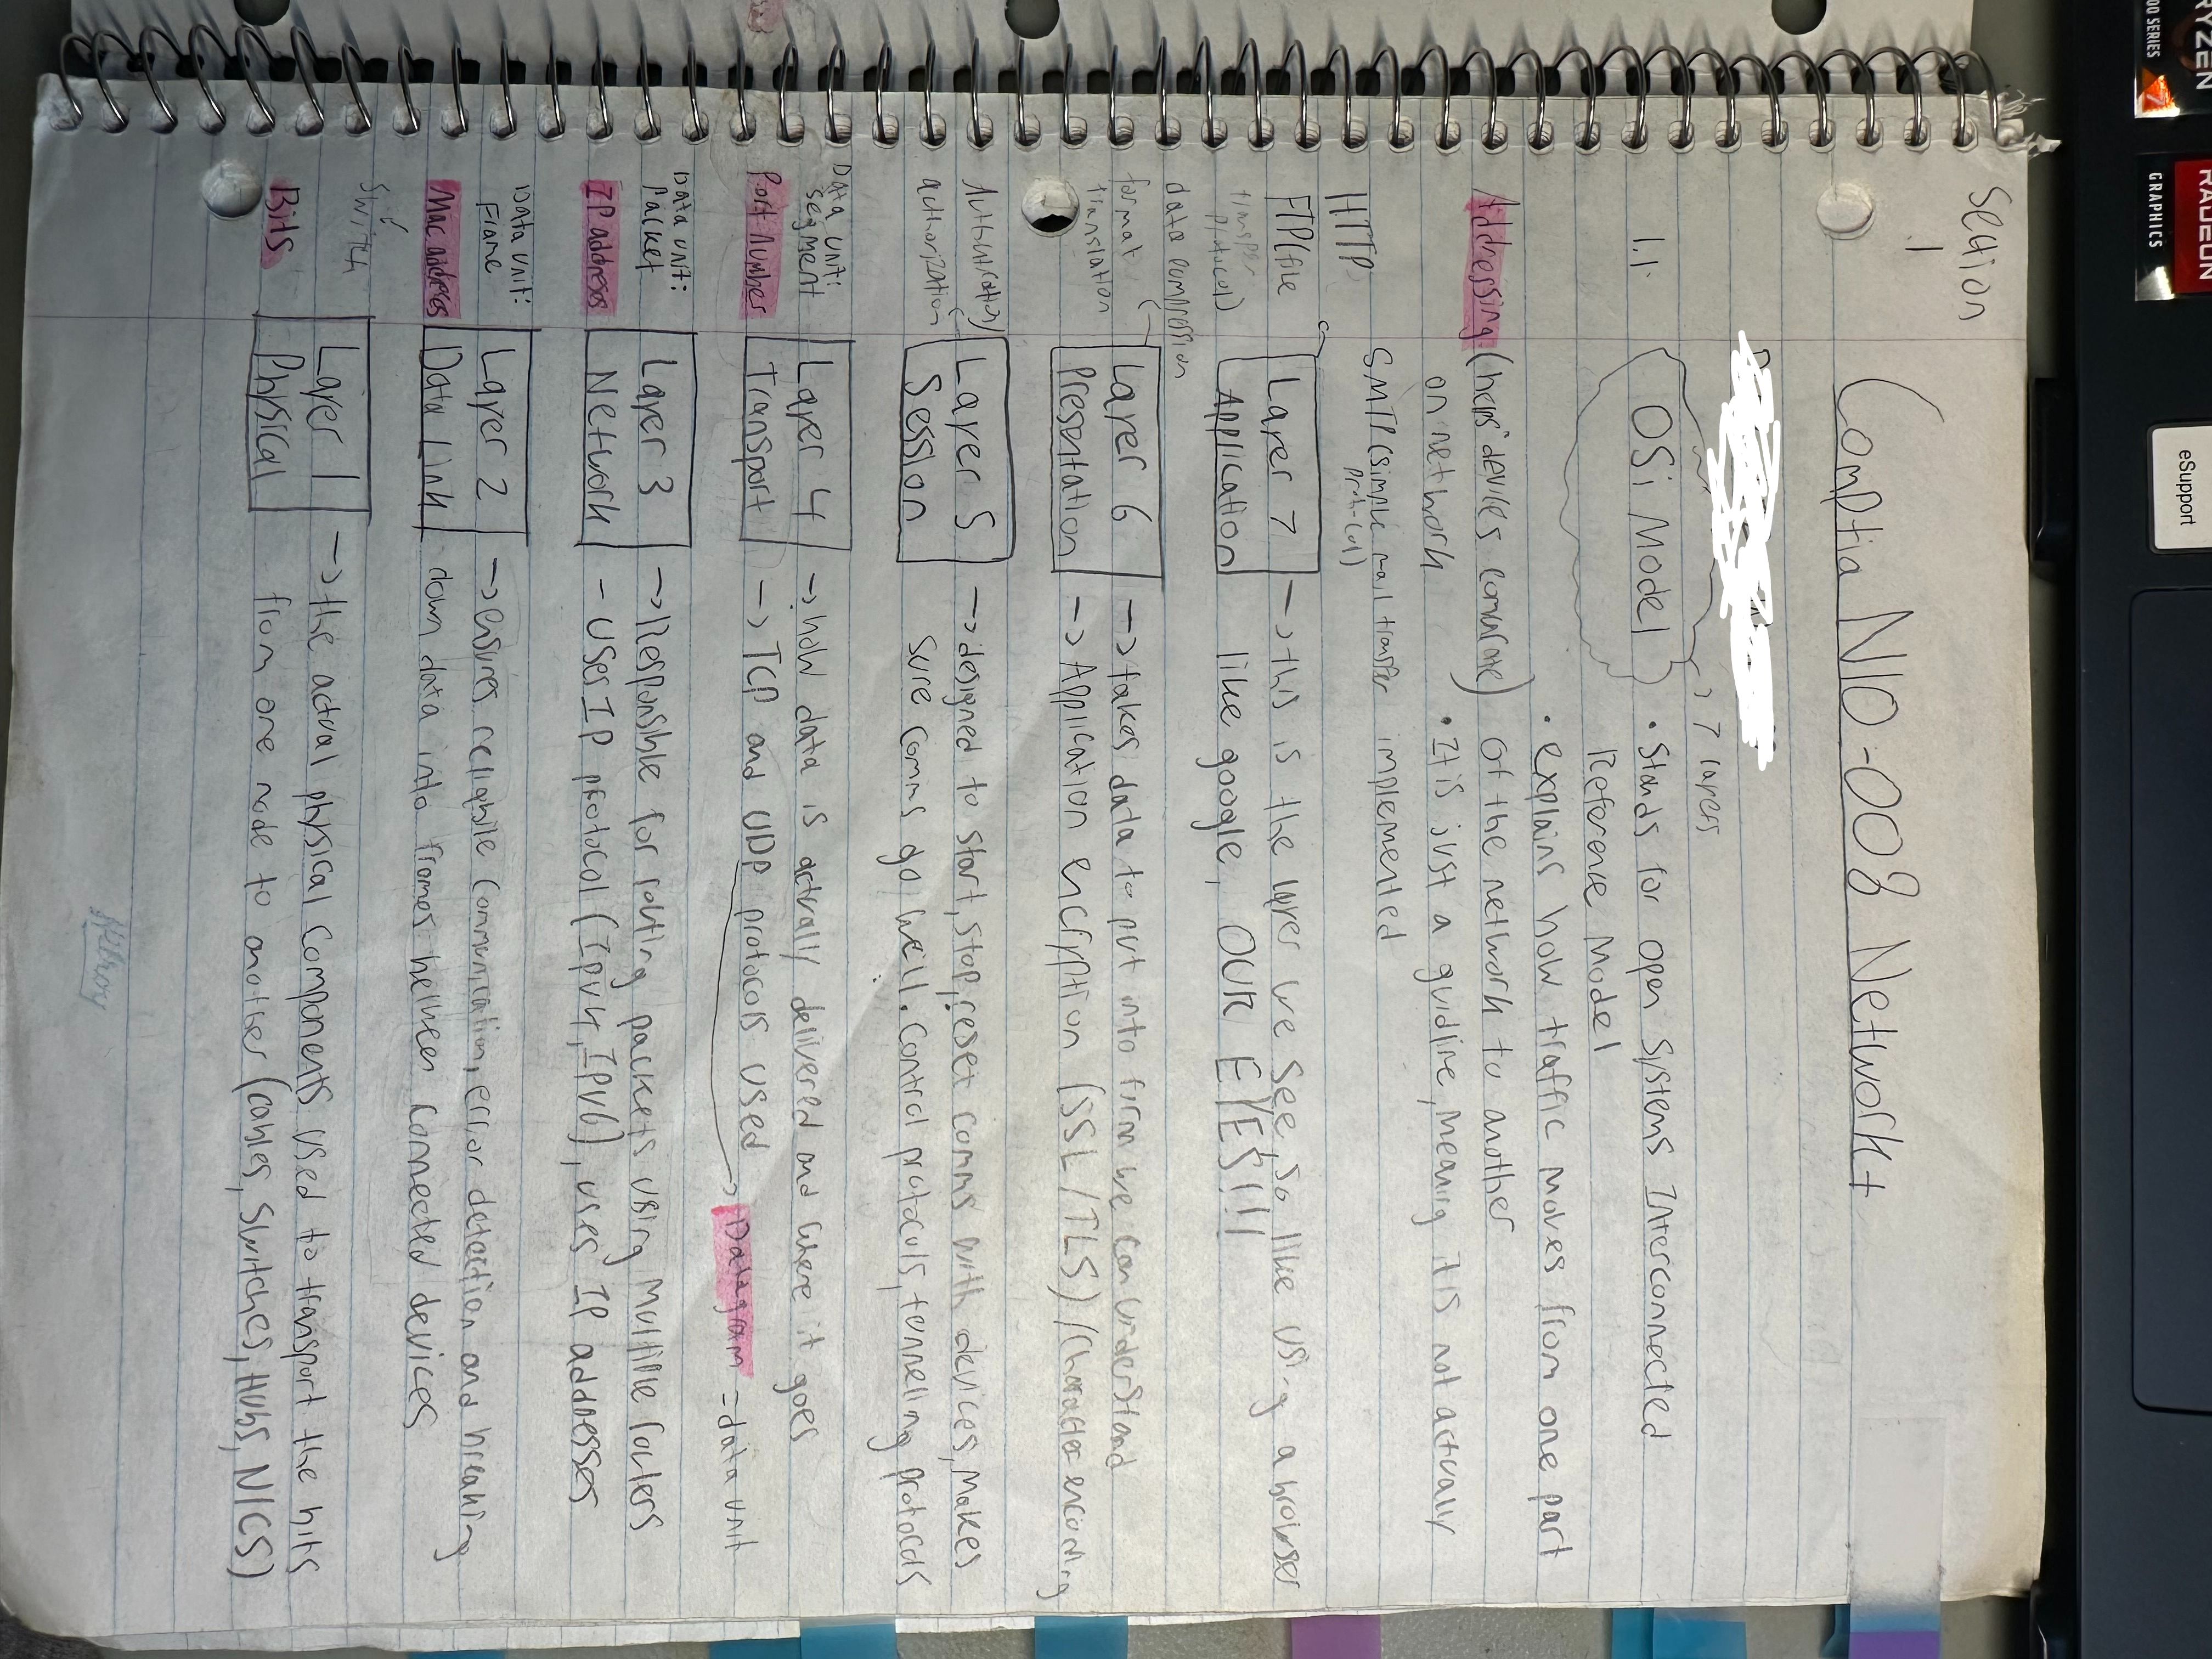 RYZEN
00 SERIES 7
RADEON
GRAPHICS
eSupport
Section
1
Comptia N10-008 Network+
→ 7 layers
1.1
OSi Model
• Stands for Open Systems Interconnected
Reference Model
• explains how traffic moves from one part
of the network to another
• It is just a guidline, meaning it is not actually
implemented
Addressing (helps devices
on network
SMTP (simple mail transfer
protocol)
HTTP
FTP (file
transfer
protocol)
Layer 7
Application
→ this is the layer we see, so like using a browser
like google, OUR EYES!!!
data compression
format
translation
Layer 6
Presentation
→ takes data to put into form we can understand
→ Application encryption (SSL/TLS) / Character encoding
Authentication/
authorization
Layer 5
Session
→ designed to start, stop, reset comms with devices, makes
sure comms go well. Control protocols, tunneling protocols
Data unit:
segment
Port number
Layer 4
Transport
→ how data is actually delivered and where it goes
→ TCP and UDP protocols used
→ Datagram = data unit
Data unit:
Packet
IP addreses
Layer 3
Network
→ Responsible for routing packets using multiple routers
- Uses IP protocol (IPv4, IPV6), uses IP addresses
Data unit:
Frame
Mac addreses
Switch
Layer 2
Data Link
→ ensures reliabile communication, error detection and breaking
down data into frames between connected devices
Bits
Layer 1
Physical
→ the actual physical components used to transport the bits
from one node to another (cables, Switches, Hubs, NICS)
Hilroy